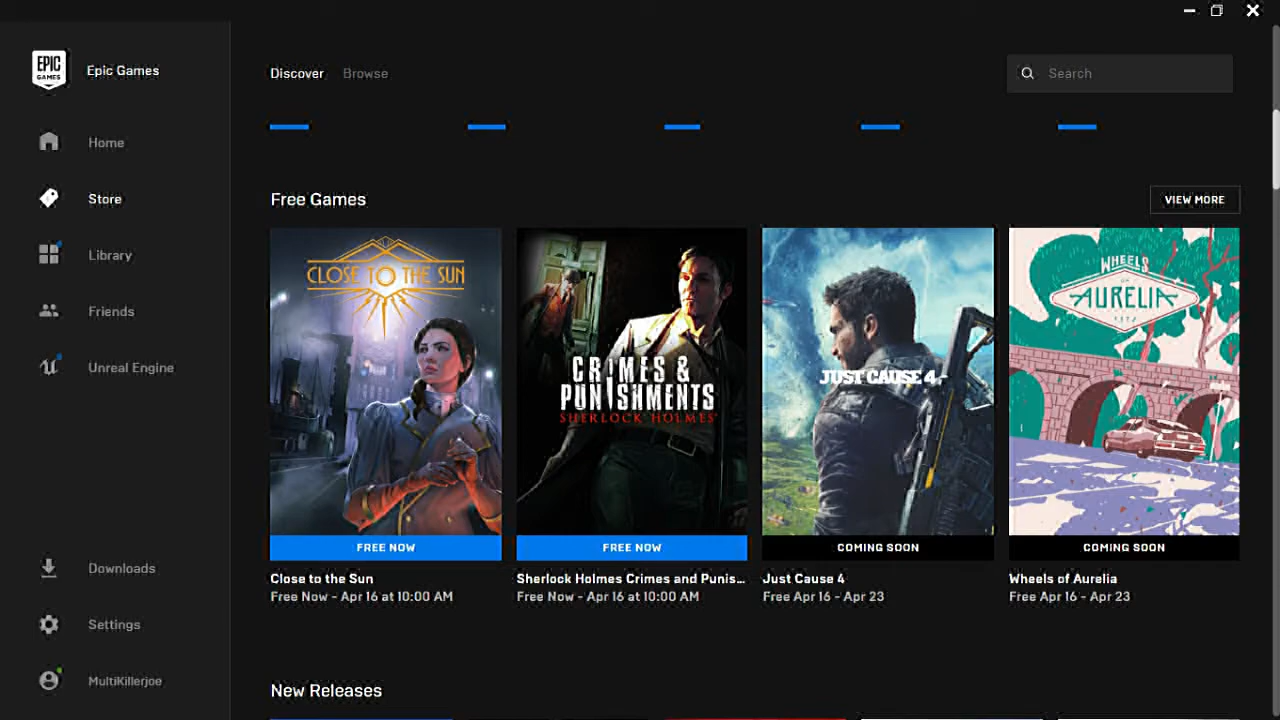 EPIC
GAMES
Epic Games
Home
Store
Library
Friends
Unreal Engine
Downloads
Settings
MultiKillerjoe
Discover
Browse
Search
Free Games
VIEW MORE
CLOSE TO THE SUN
FREE NOW
Close to the Sun
Free Now - Apr 16 at 10:00 AM
CRIMES &
PUNISHMENTS
SHERLOCK HOLMES
FREE NOW
Sherlock Holmes Crimes and Punis...
Free Now - Apr 16 at 10:00 AM
JUST CAUSE 4
COMING SOON
Just Cause 4
Free Apr 16 - Apr 23
WHEELS
OF
AURELIA
COMING SOON
Wheels of Aurelia
Free Apr 16 - Apr 23
New Releases